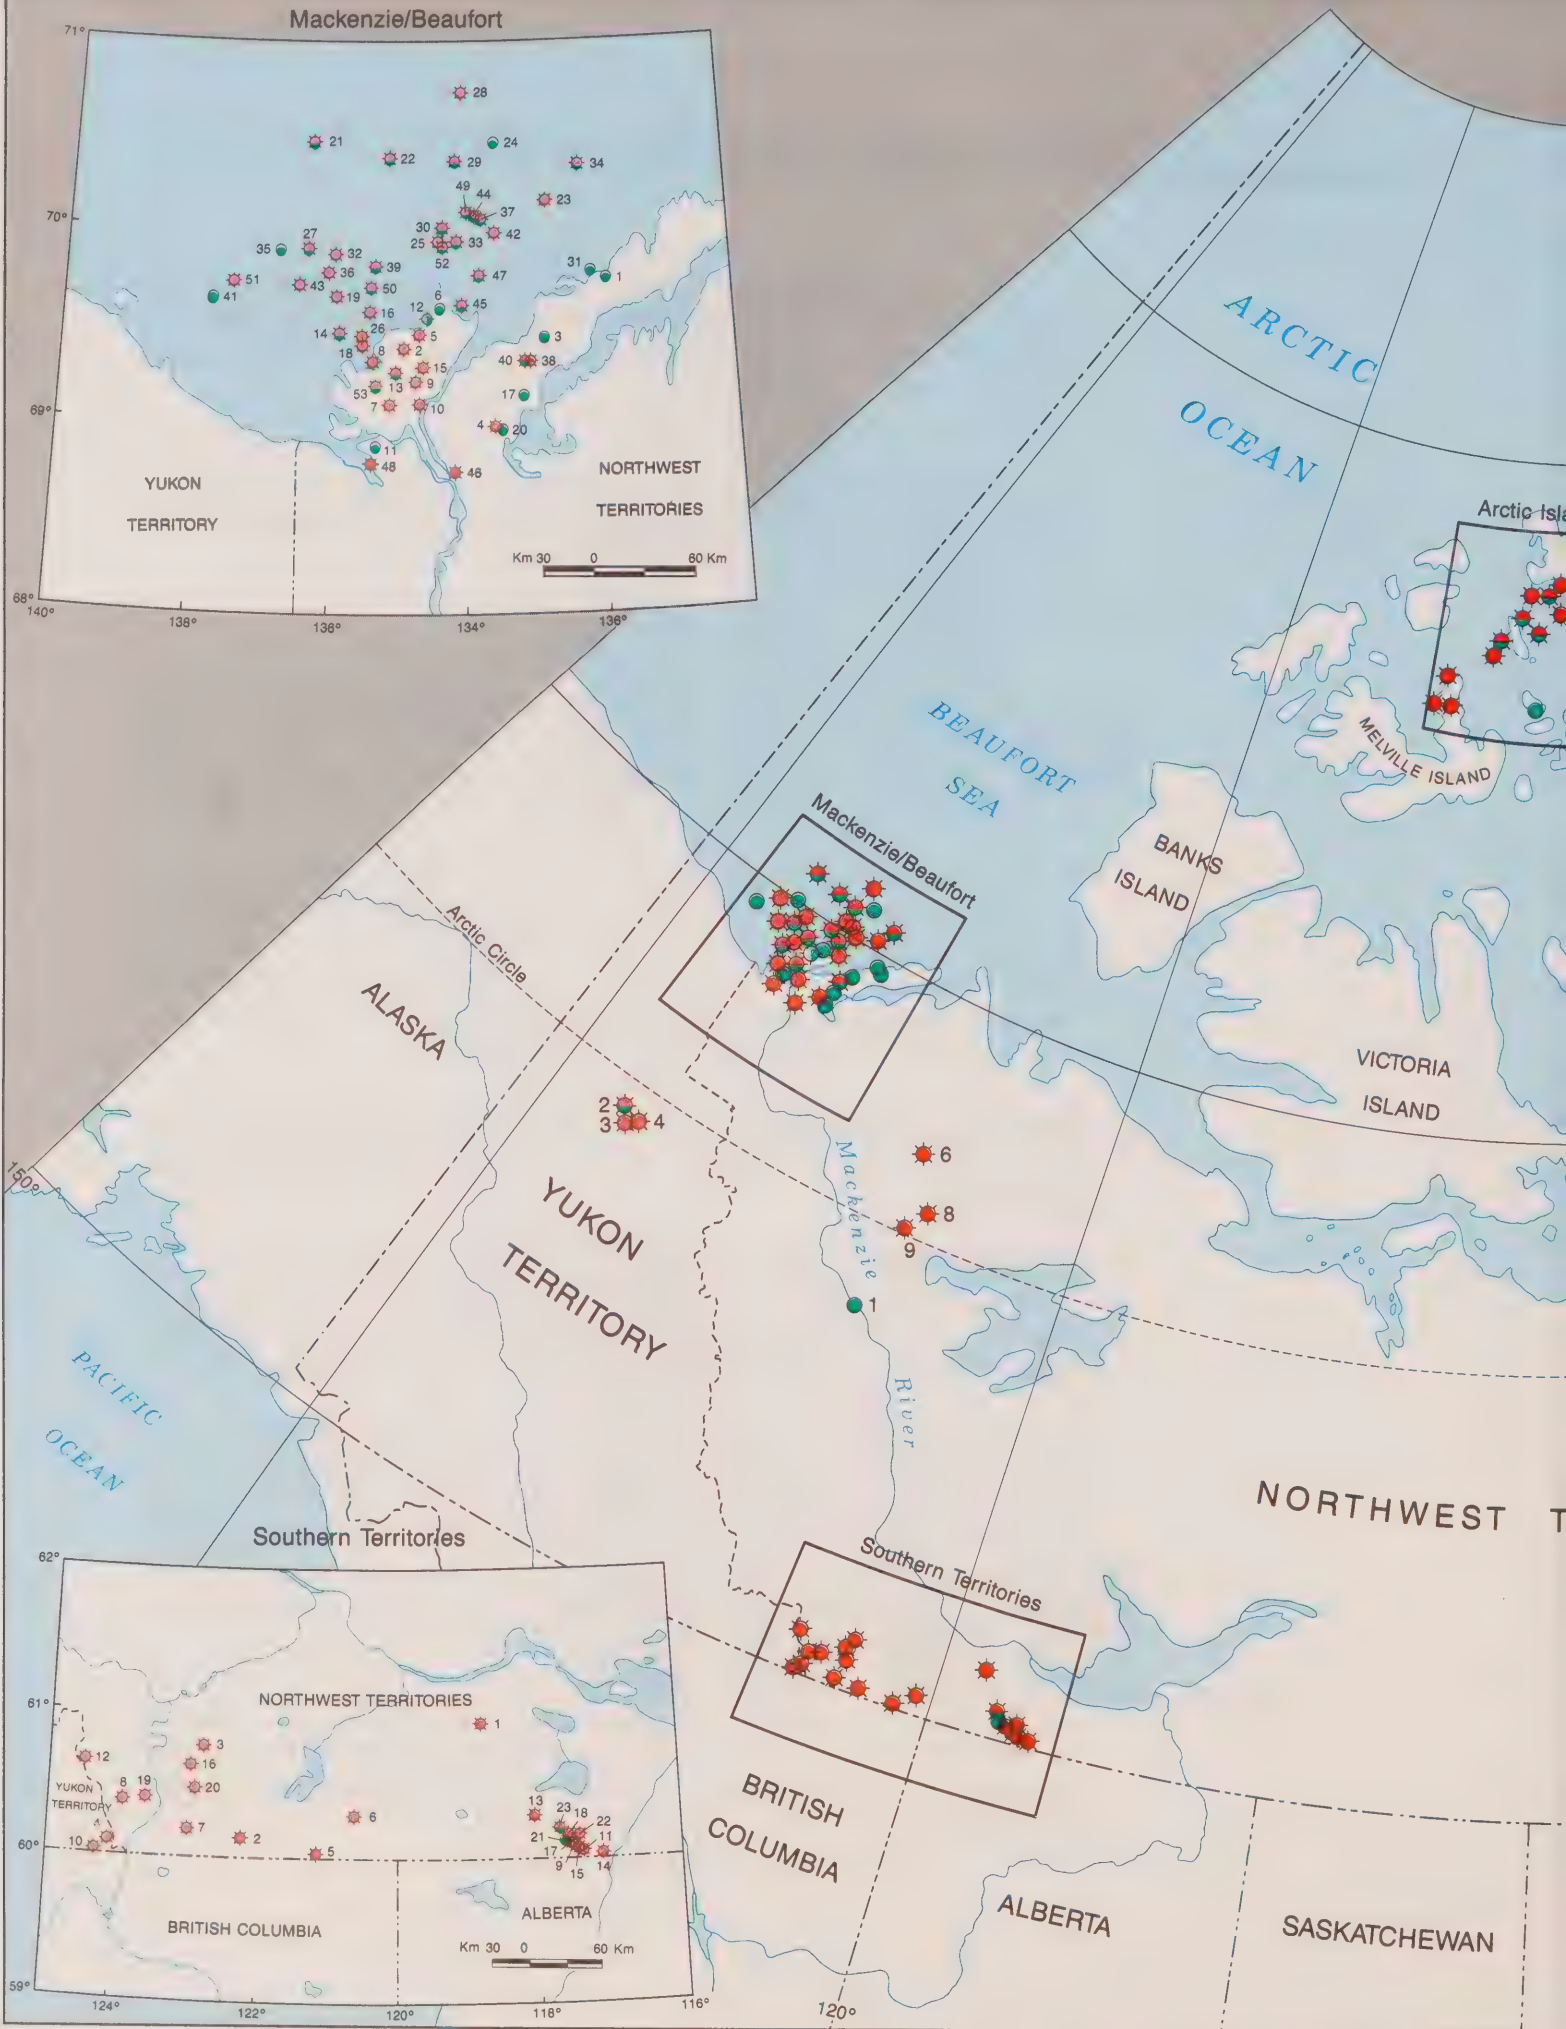 Mackenzie/Beaufort
71°
28
21
24
22
29
34
49
44
23
37
70°
30
42
27
25
33
35
32
52
39
36
31
47
1
51
43
50
41
19
6
45
12
16
14
26
5
3
18
8
2
40
38
15
13
9
53
17
7
10
69°
4
20
11
48
46
YUKON
TERRITORY
NORTHWEST
TERRITORIES
Km 30 0 60 Km
68°
140°
138°
136°
134°
136°
ARCTIC
OCEAN
Arctic Isla
MELVILLE ISLAND
BEAUFORT
SEA
BANKS
ISLAND
Mackenzie/Beaufort
Arctic Circle
ALASKA
VICTORIA
ISLAND
2
3
4
6
8
9
1
Mackenzie
River
150°
YUKON
TERRITORY
PACIFIC
OCEAN
NORTHWEST T
Southern Territories
BRITISH
COLUMBIA
ALBERTA
SASKATCHEWAN
120°
Southern Territories
62°
NORTHWEST TERRITORIES
61°
1
3
12
16
8
19
20
YUKON
TERRITORY
13
6
23
18
22
4
7
10
2
21
11
60°
5
17
9
15
14
BRITISH COLUMBIA
ALBERTA
Km 30 0 60 Km
59°
124°
122°
120°
118°
116°